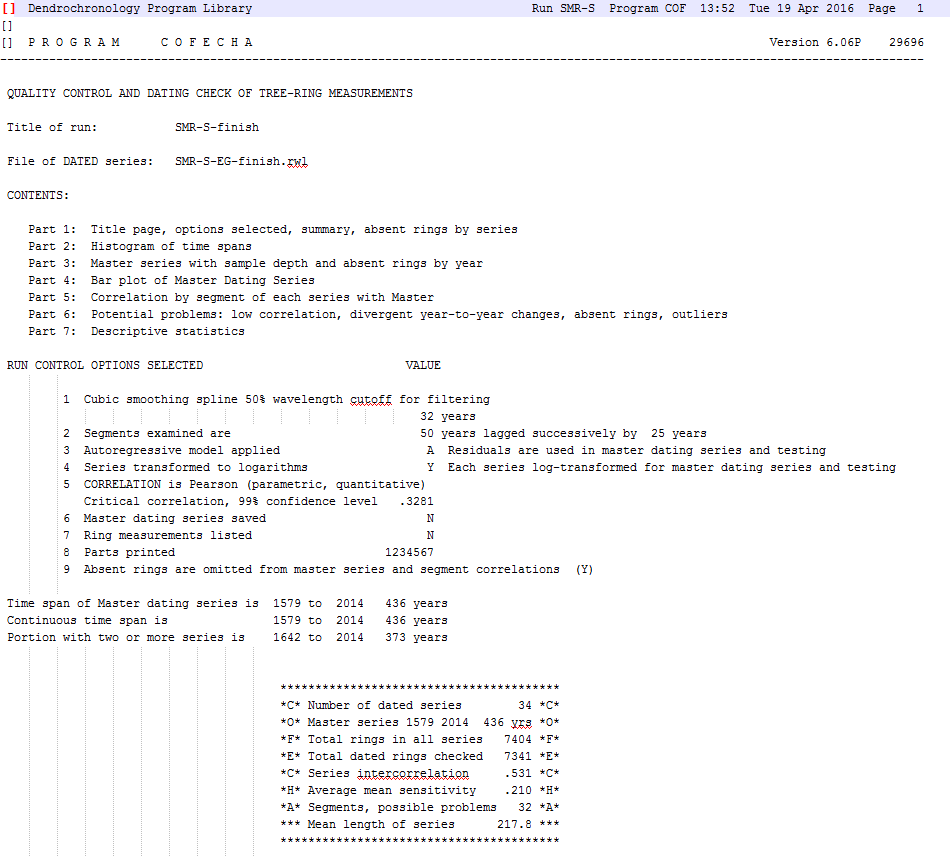 [] Dendrochronology Program Library Run SMR-S Program COF 13:52 Tue 19 Apr 2016 Page 1
[]
[] P R O G R A M C O F E C H A Version 6.06P 29696
------------------------------------------------------------------------------------------------------------------------------------
QUALITY CONTROL AND DATING CHECK OF TREE-RING MEASUREMENTS
Title of run: SMR-S-finish
File of DATED series: SMR-S-EG-finish.rwl
CONTENTS:
Part 1: Title page, options selected, summary, absent rings by series
Part 2: Histogram of time spans
Part 3: Master series with sample depth and absent rings by year
Part 4: Bar plot of Master Dating Series
Part 5: Correlation by segment of each series with Master
Part 6: Potential problems: low correlation, divergent year-to-year changes, absent rings, outliers
Part 7: Descriptive statistics
RUN CONTROL OPTIONS SELECTED VALUE
1 Cubic smoothing spline 50% wavelength cutoff for filtering
32 years
2 Segments examined are 50 years lagged successively by 25 years
3 Autoregressive model applied A Residuals are used in master dating series and testing
4 Series transformed to logarithms Y Each series log-transformed for master dating series and testing
5 CORRELATION is Pearson (parametric, quantitative)
Critical correlation, 99% confidence level .3281
6 Master dating series saved N
7 Ring measurements listed N
8 Parts printed 1234567
9 Absent rings are omitted from master series and segment correlations (Y)
Time span of Master dating series is 1579 to 2014 436 years
Continuous time span is 1579 to 2014 436 years
Portion with two or more series is 1642 to 2014 373 years
****************************************
*C* Number of dated series 34 *C*
*O* Master series 1579 2014 436 yrs *O*
*F* Total rings in all series 7404 *F*
*E* Total dated rings checked 7341 *E*
*C* Series intercorrelation .531 *C*
*H* Average mean sensitivity .210 *H*
*A* Segments, possible problems 32 *A*
*** Mean length of series 217.8 ***
****************************************